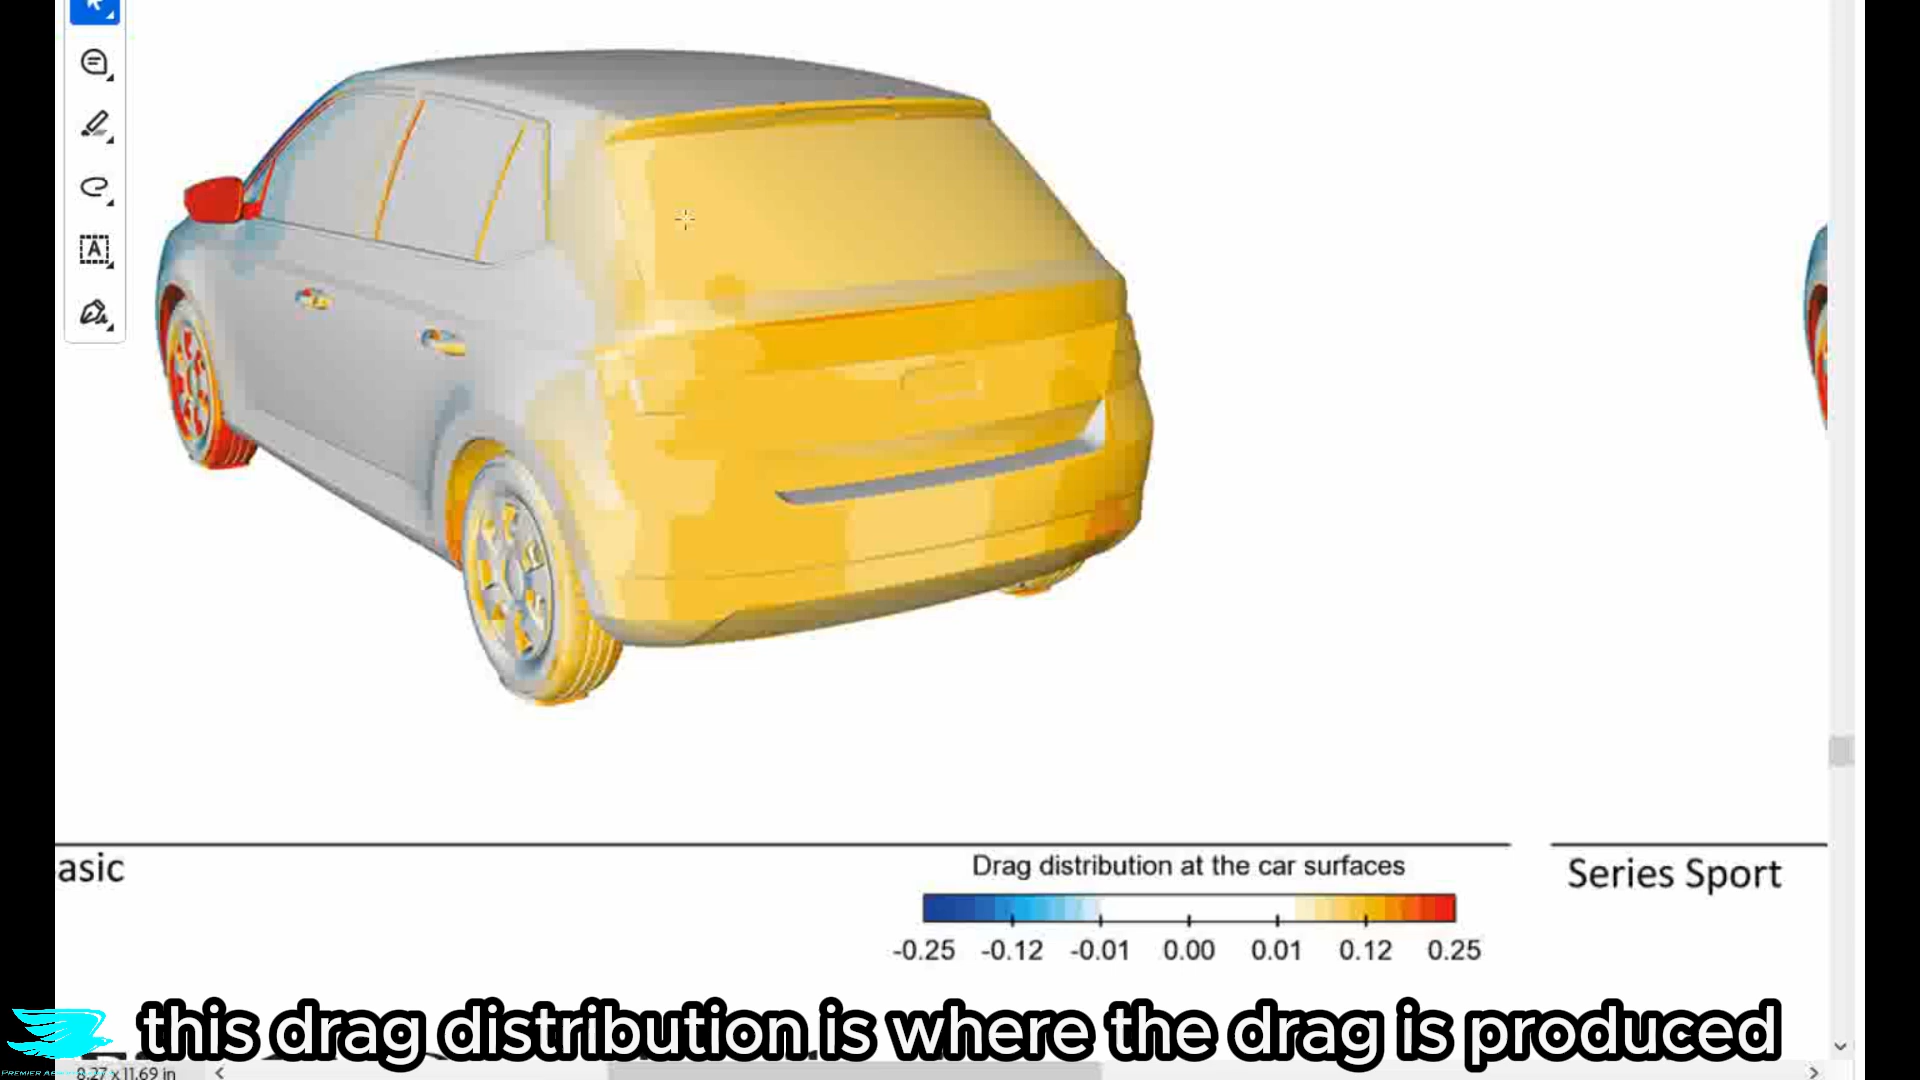 asic
Series Sport
Drag distribution at the car surfaces
-0.25 -0.12 -0.01 0.00 0.01 0.12 0.25
this drag distribution is where the drag is produced
8.27 x 11.69 in